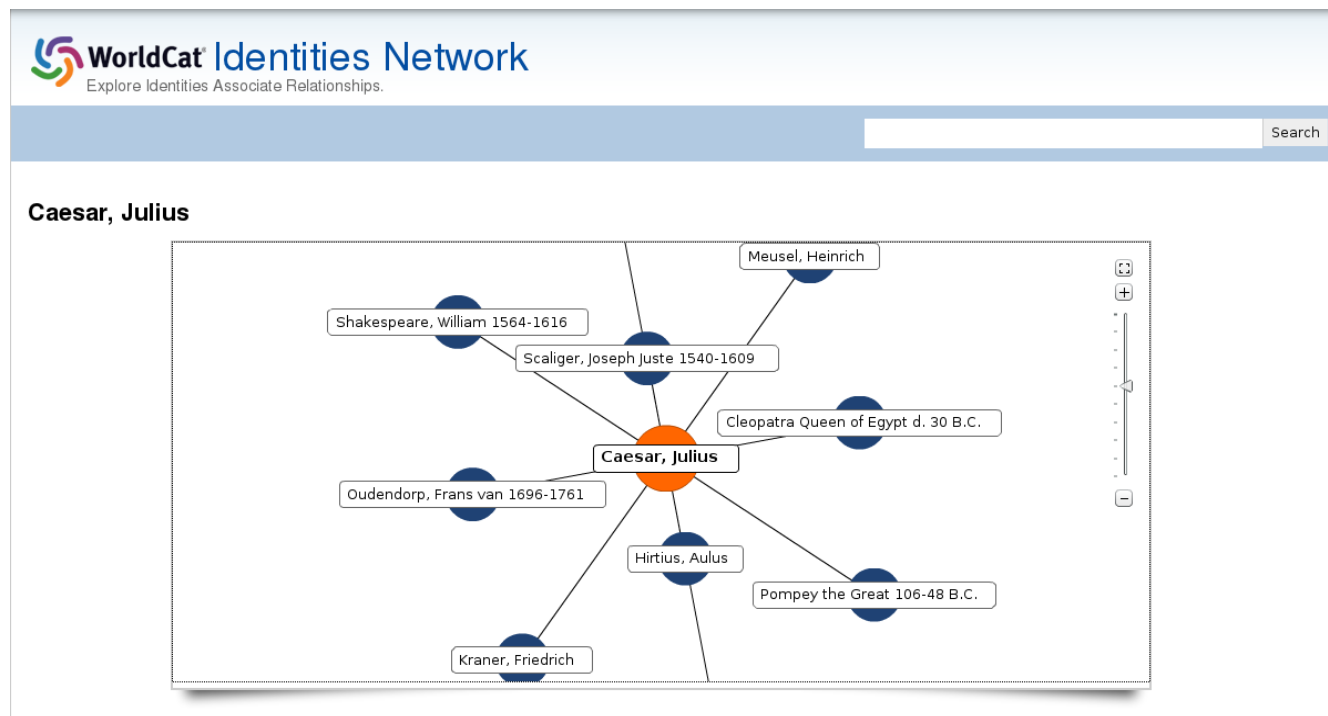 WorldCat® Identities Network
Explore Identities Associate Relationships.
Search
Caesar, Julius
Meusel, Heinrich
Shakespeare, William 1564-1616
Scaliger, Joseph Juste 1540-1609
Cleopatra Queen of Egypt d. 30 B.C.
Caesar, Julius
Oudendorp, Frans van 1696-1761
Hirtius, Aulus
Pompey the Great 106-48 B.C.
Kraner, Friedrich